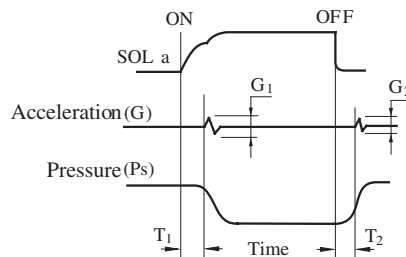 ON OFF
SOL a
G1 G2
Acceleration(G)
Pressure(Ps)
T1 Time T2